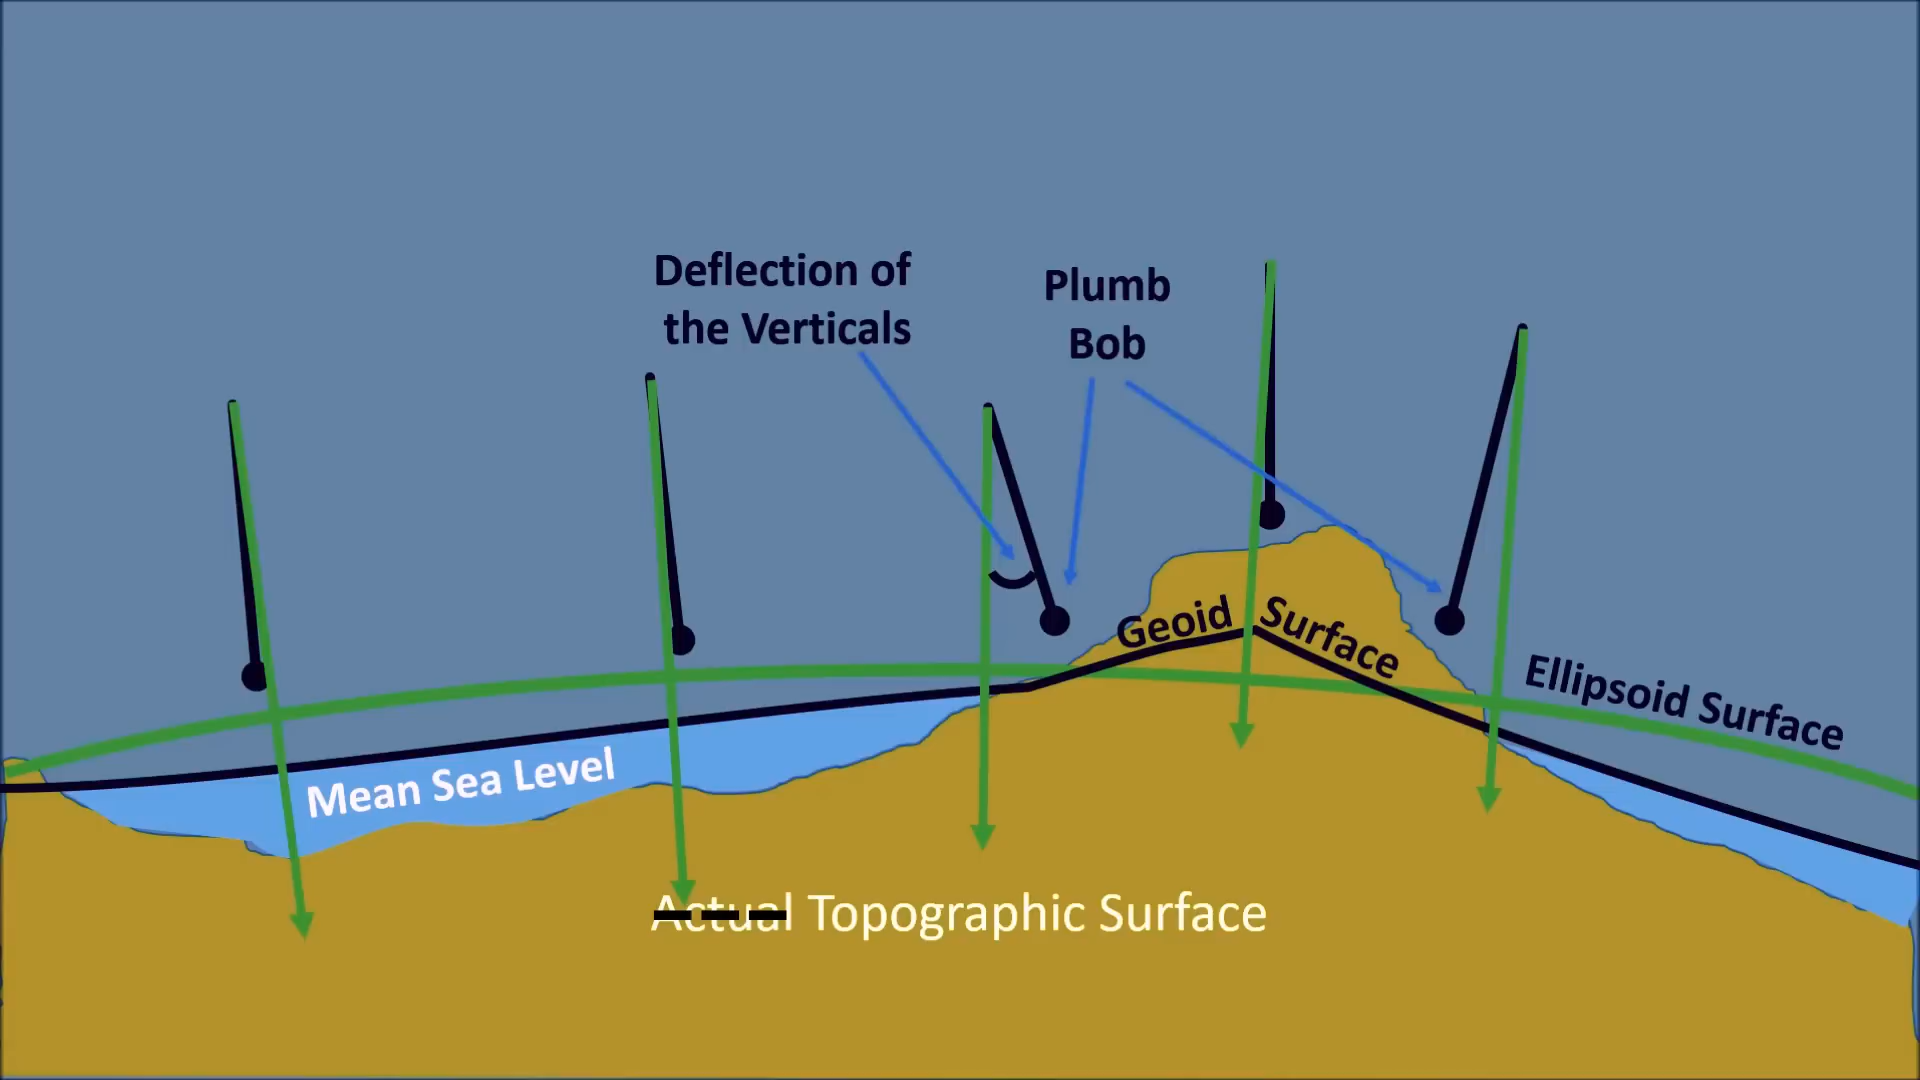 Deflection of
the Verticals
Plumb
Bob
Geoid Surface
Ellipsoid Surface
Mean Sea Level
Actual Topographic Surface